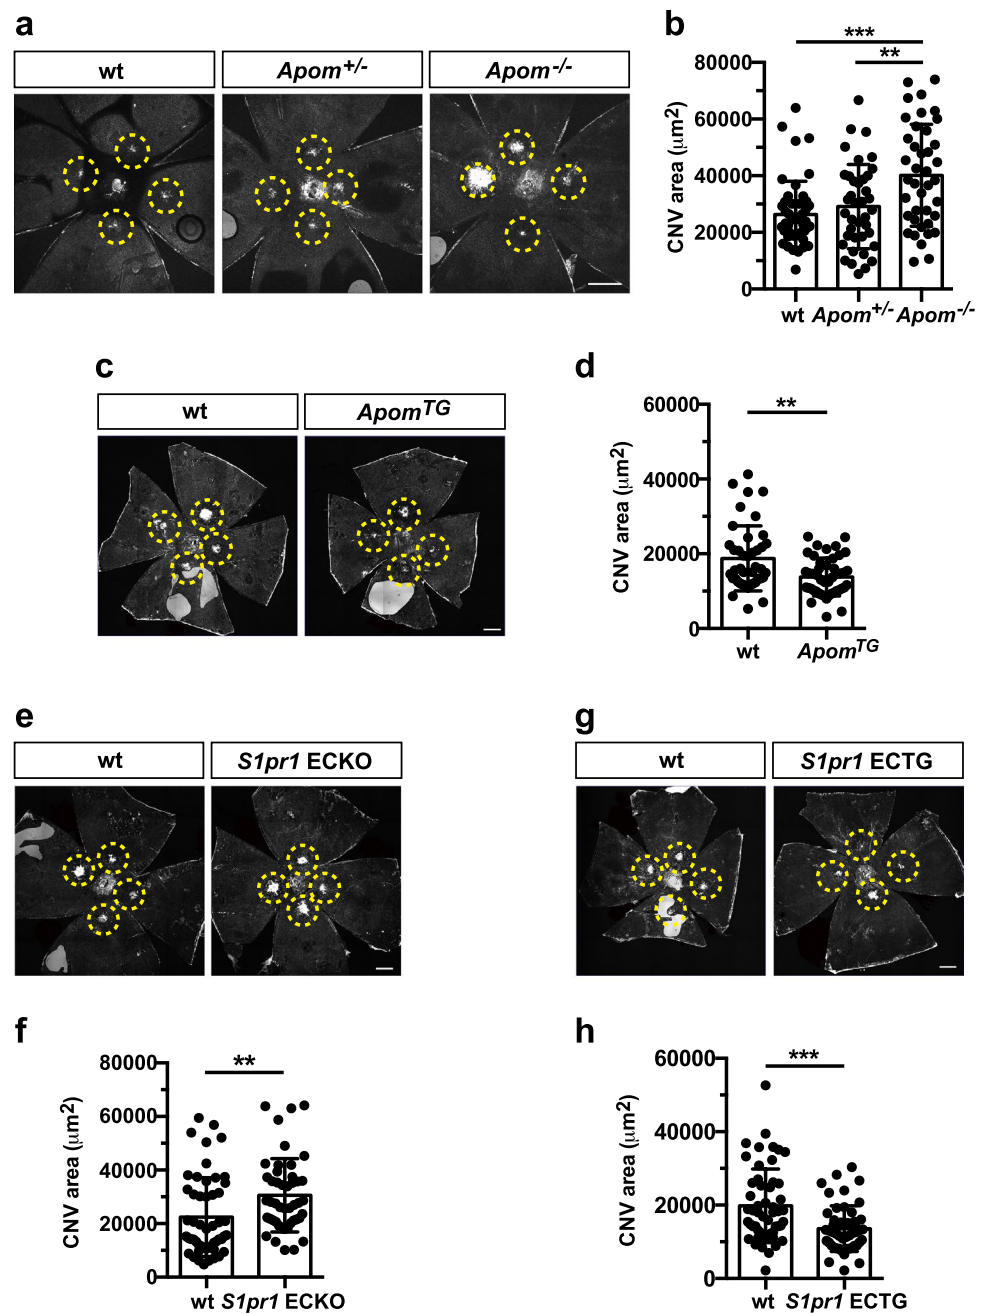 a
wt
Apom+/-
Apom-/-
b
***
**
80000
60000
40000
20000
0
CNV area (μm2)
wt Apom+/- Apom-/-
c
wt
ApomTG
d
**
60000
40000
20000
0
CNV area (μm2)
wt
ApomTG
e
wt
S1pr1 ECKO
g
wt
S1pr1 ECTG
f
**
80000
60000
40000
20000
0
CNV area (μm2)
wt S1pr1 ECKO
h
***
60000
40000
20000
0
CNV area (μm2)
wt S1pr1 ECTG